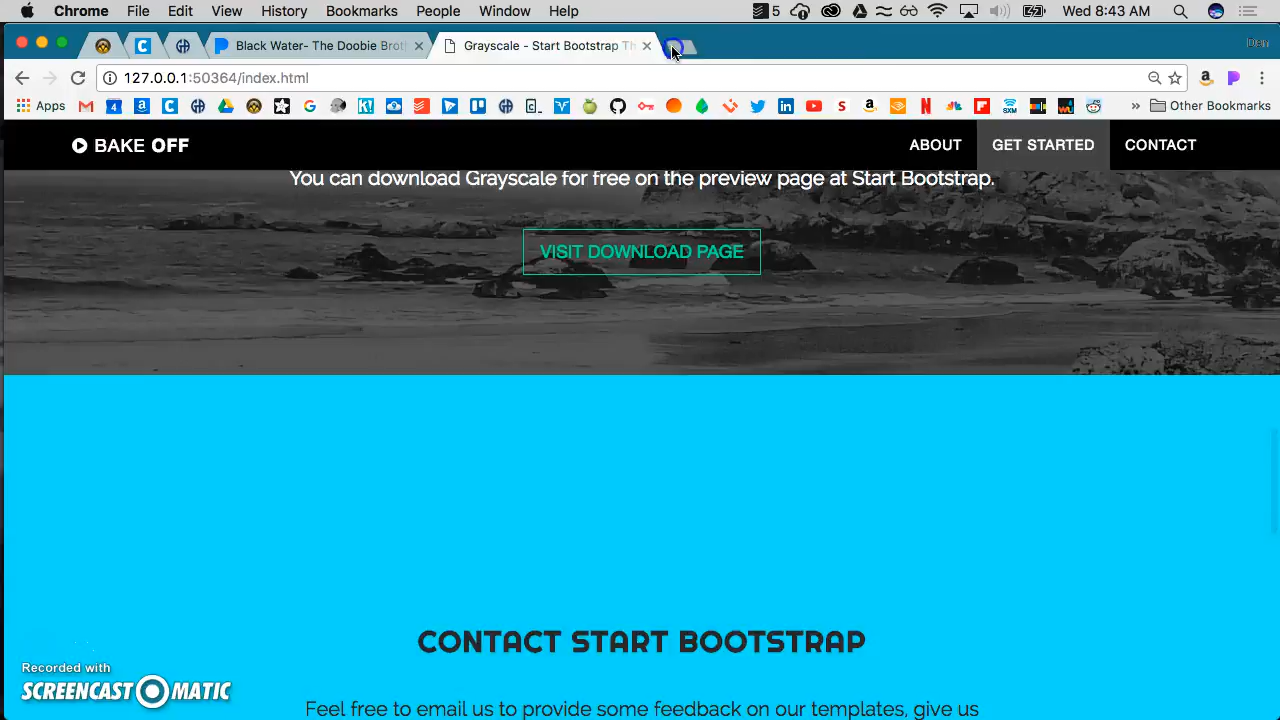 Chrome File Edit View History Bookmarks People Window Help 5 Wed 8:43 AM
Black Water- The Doobie Brot
Grayscale - Start Bootstrap Th
Dan
127.0.0.1:50364/index.html
Apps
Other Bookmarks
BAKE OFF
ABOUT
GET STARTED
CONTACT
You can download Grayscale for free on the preview page at Start Bootstrap.
VISIT DOWNLOAD PAGE
CONTACT START BOOTSTRAP
Feel free to email us to provide some feedback on our templates, give us
Recorded with
SCREENCAST MATIC